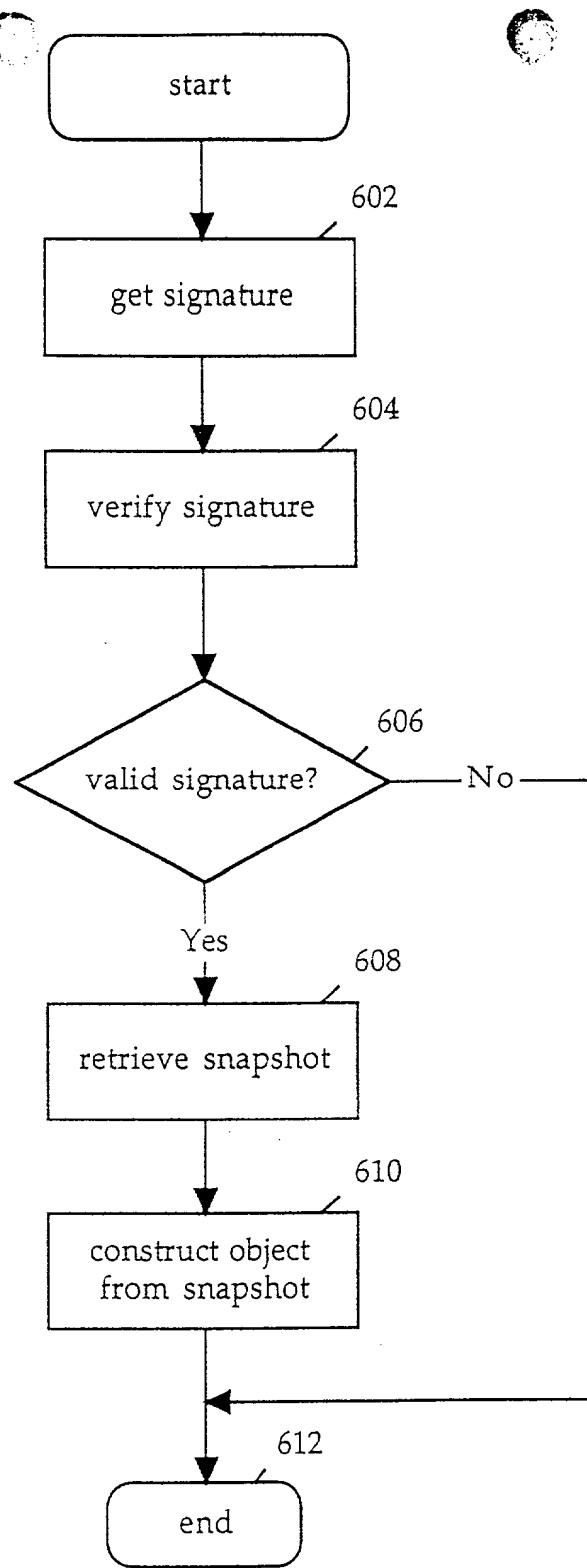 start
602
get signature
604
verify signature
606
valid signature?
No
Yes
608
retrieve snapshot
610
construct object
from snapshot
612
end